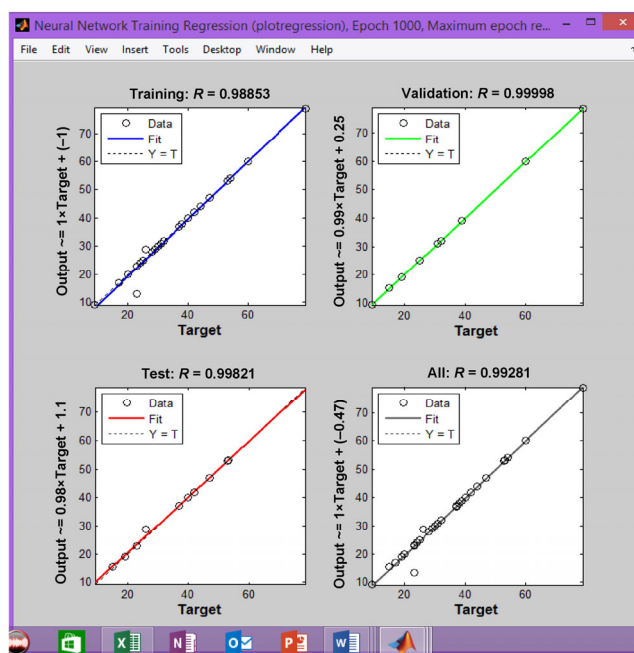 Neural Network Training Regression (plotregression), Epoch 1000, Maximum epoch re...
File Edit View Insert Tools Desktop Window Help
Training: R = 0.98853
Data
Fit
Y = T
70
60
50
40
30
20
10
20 40 60
Target
Output ~= 1×Target + (−1)
Validation: R = 0.99998
Data
Fit
Y = T
70
60
50
40
30
20
10
20 40 60
Target
Output ~= 0.99×Target + 0.25
Test: R = 0.99821
Data
Fit
Y = T
70
60
50
40
30
20
10
20 40 60
Target
Output ~= 0.98×Target + 1.1
All: R = 0.99281
Data
Fit
Y = T
70
60
50
40
30
20
10
20 40 60
Target
Output ~= 1×Target + (−0.47)